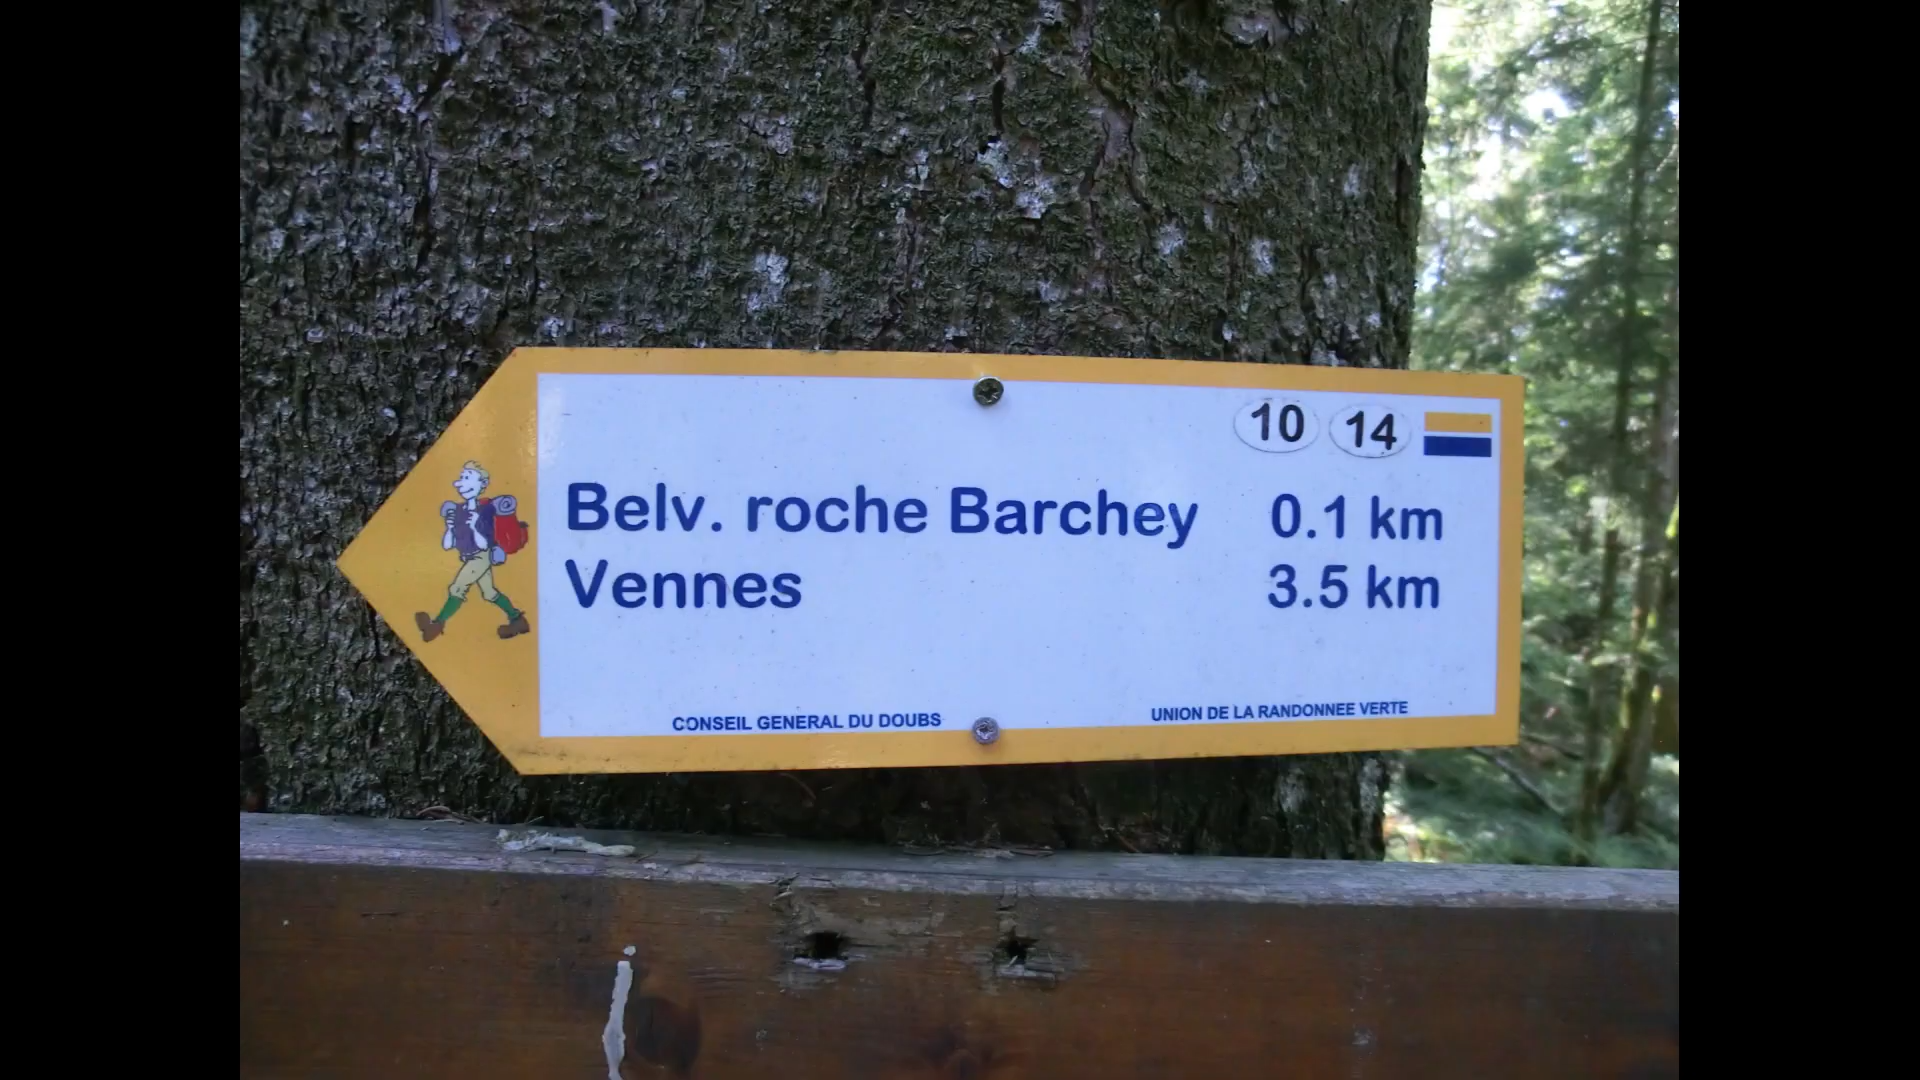 10 14
Belv. roche Barchey 0.1 km
Vennes 3.5 km
CONSEIL GENERAL DU DOUBS UNION DE LA RANDONNEE VERTE